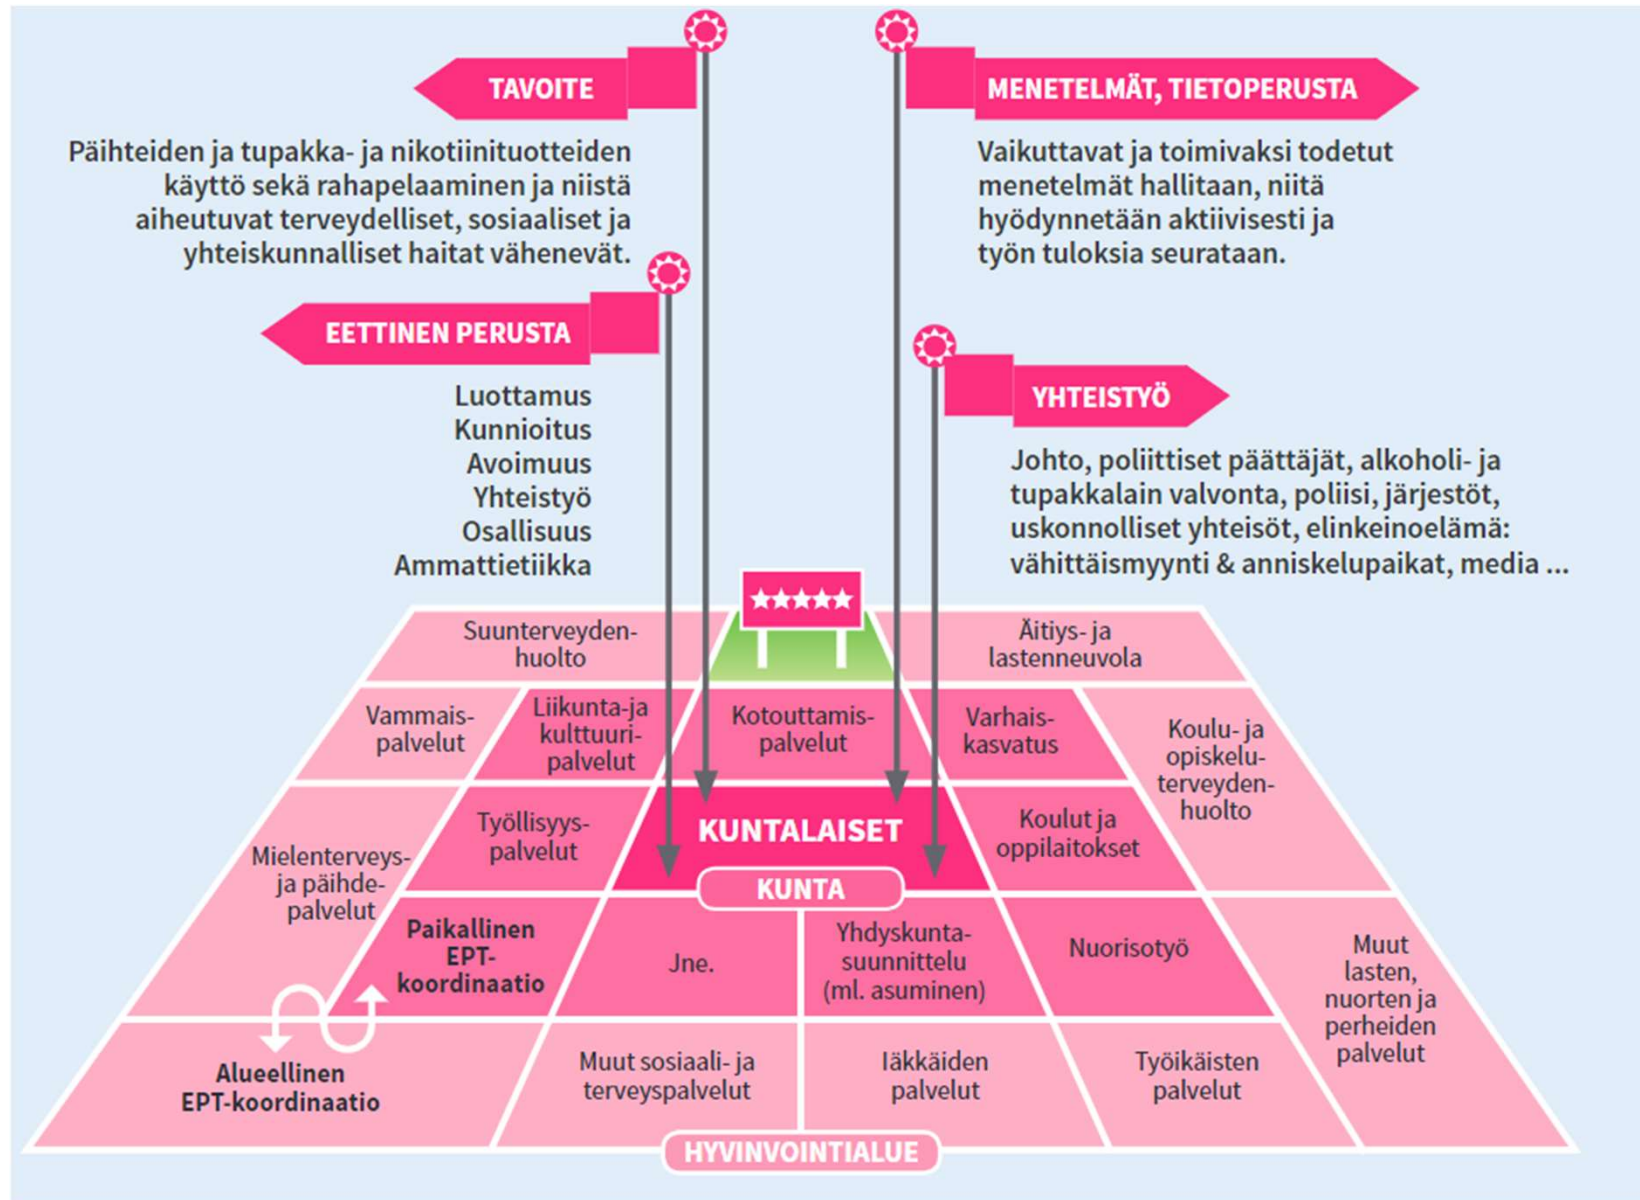 TAVOITE
Päihteiden ja tupakka- ja nikotiinituotteiden
käyttö sekä rahapelaaminen ja niistä
aiheutuvat terveydelliset, sosiaaliset ja
yhteiskunnalliset haitat vähenevät.
MENETELMÄT, TIETOPERUSTA
Vaikuttavat ja toimivaksi todetut
menetelmät hallitaan, niitä
hyödynnetään aktiivisesti ja
työn tuloksia seurataan.
EETTINEN PERUSTA
Luottamus
Kunnioitus
Avoimuus
Yhteistyö
Osallisuus
Ammattietiikka
YHTEISTYÖ
Johto, poliittiset päättäjät, alkoholi- ja
tupakkalain valvonta, poliisi, järjestöt,
uskonnolliset yhteisöt, elinkeinoelämä:
vähittäismyynti & anniskelupaikat, media ...
Suunterveyden-
huolto
Äitiys- ja
lastenneuvola
Vammais-
palvelut
Liikunta-ja
kulttuuri-
palvelut
Kotouttamis-
palvelut
Varhais-
kasvatus
Koulu- ja
opiskelu-
terveyden-
huolto
Mielenterveys-
ja päihde-
palvelut
Työllisyys-
palvelut
KUNTALAISET
Koulut ja
oppilaitokset
KUNTA
Paikallinen
EPT-
koordinaatio
Jne.
Yhdyskunta-
suunnittelu
(ml. asuminen)
Nuorisotyö
Muut
lasten,
nuorten ja
perheiden
palvelut
Alueellinen
EPT-koordinaatio
Muut sosiaali- ja
terveyspalvelut
Iäkkäiden
palvelut
Työikäisten
palvelut
HYVINVOINTIALUE